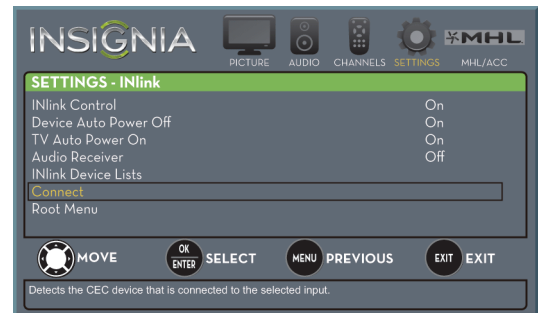 INSIGNIA
PICTURE AUDIO CHANNELS SETTINGS MHL MHL/ACC
SETTINGS - INlink
INlink Control On
Device Auto Power Off On
TV Auto Power On On
Audio Receiver Off
INlink Device Lists
Connect
Root Menu
MOVE OK ENTER SELECT MENU PREVIOUS EXIT EXIT
Detects the CEC device that is connected to the selected input.